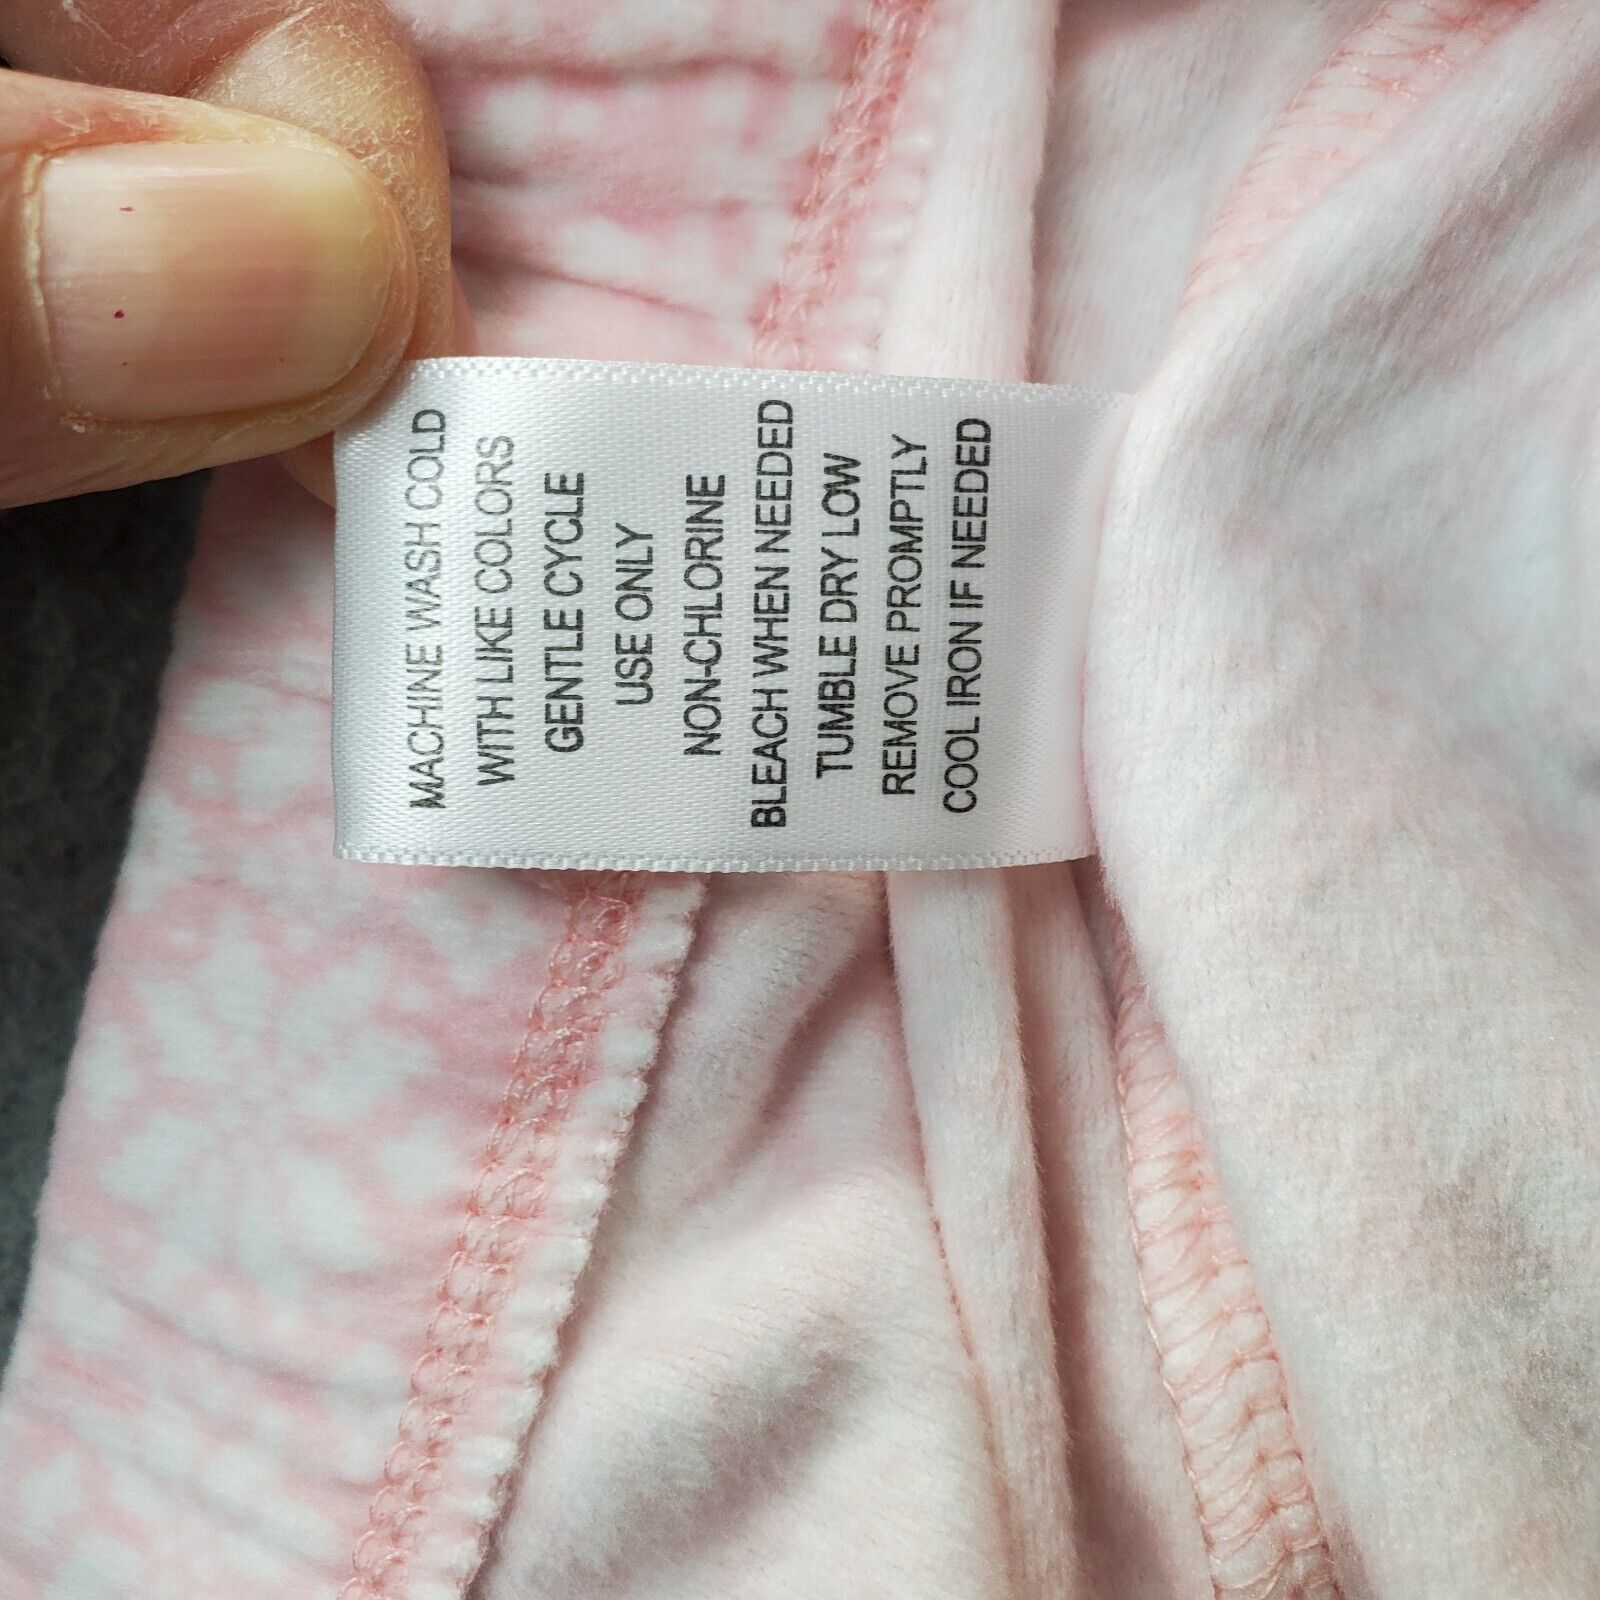 MACHINE WASH COLD
WITH LIKE COLORS
GENTLE CYCLE
USE ONLY
NON-CHLORINE
BLEACH WHEN NEEDED
TUMBLE DRY LOW
REMOVE PROMPTLY
COOL IRON IF NEEDED